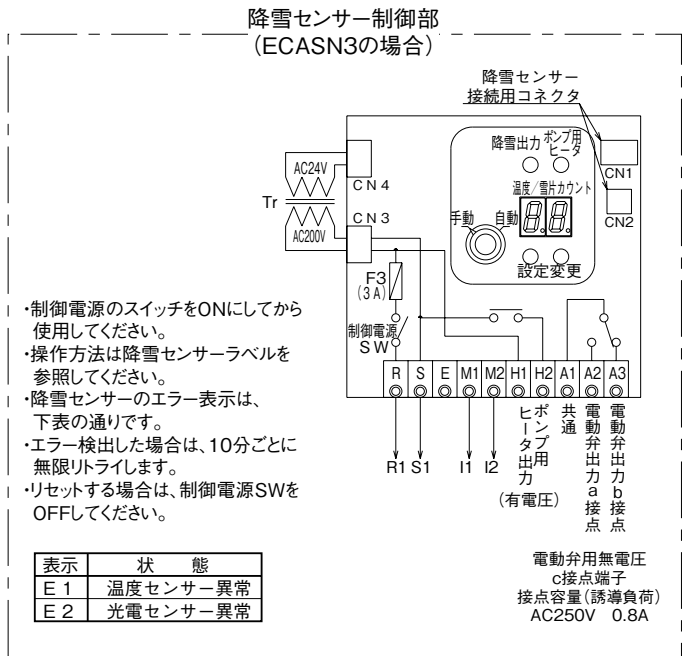 降雪センサー制御部
(ECASN3の場合)
降雪センサー
接続用コネクタ
降雪出力
ポンプ用
ヒータ
CN1
AC24V
CN4
温度/雪片カウント
Tr
CN3
手動
自動
8.8.
CN2
AC200V
F3
(3A)
設定変更
・制御電源のスイッチをONにしてから
使用してください。
・操作方法は降雪センサーラベルを
参照してください。
・降雪センサーのエラー表示は、
下表の通りです。
・エラー検出した場合は、10分ごとに
無限リトライします。
・リセットする場合は、制御電源SWを
OFFしてください。
制御電源
SW
R S E M1 M2 H1 H2 A1 A2 A3
R1 S1 I1 I2
ポンプ用
ヒータ出力
(有電圧)
共通
電動弁出力a接点
電動弁出力b接点
表示 状 態
E1 温度センサー異常
E2 光電センサー異常
電動弁用無電圧
c接点端子
接点容量(誘導負荷)
AC250V 0.8A